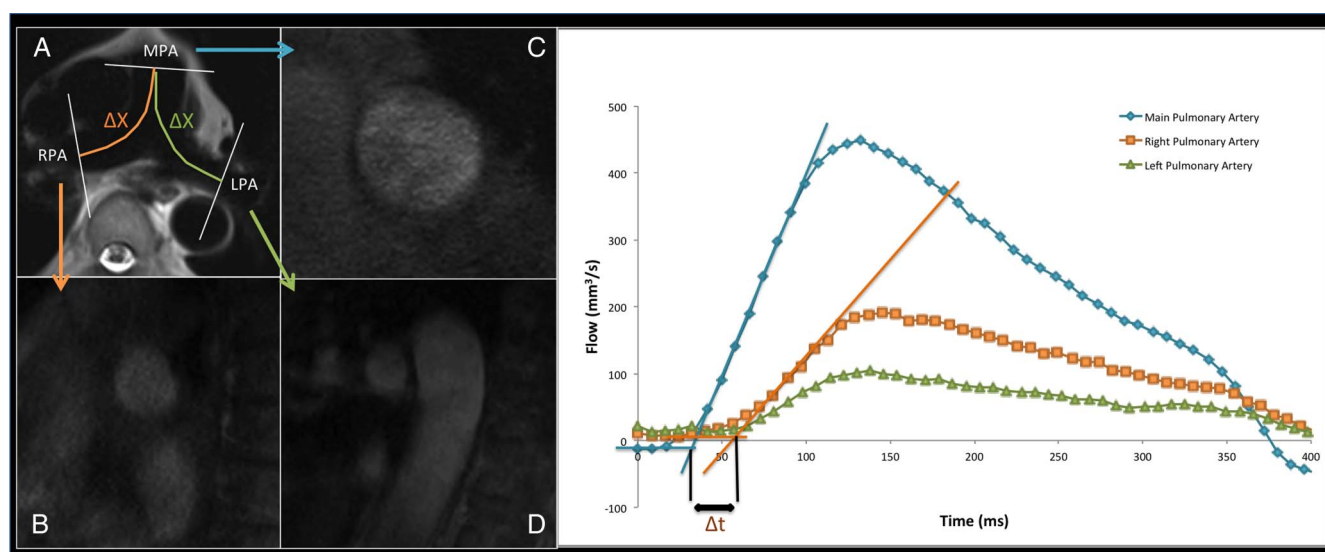 A
MPA
C
ΔX
ΔX
RPA
LPA
B
D
Flow (mm³/s)
500
400
300
200
100
0
-100
0
50
100
150
200
250
300
350
400
Time (ms)
Δt
Main Pulmonary Artery
Right Pulmonary Artery
Left Pulmonary Artery